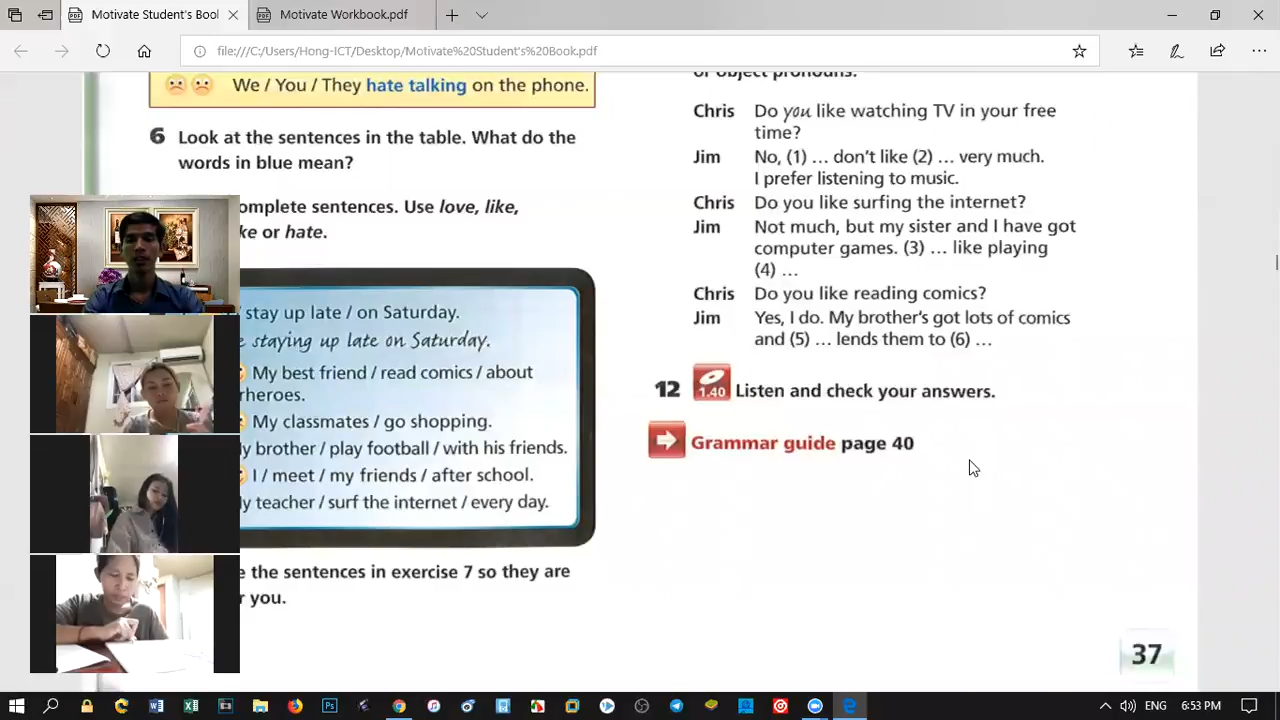 Motivate Student's Book.pdf
Motivate Workbook.pdf
file:///C:/Users/Hong-ICT/Desktop/Motivate%20Student's%20Book.pdf
We / You / They hate talking on the phone.
6 Look at the sentences in the table. What do the
words in blue mean?
omplete sentences. Use love, like,
ke or hate.
stay up late / on Saturday.
e staying up late on Saturday.
My best friend / read comics / about
rheroes.
My classmates / go shopping.
y brother / play football / with his friends.
I / meet / my friends / after school.
y teacher / surf the internet / every day.
e the sentences in exercise 7 so they are
r you.
or object pronouns.
Chris Do you like watching TV in your free
time?
Jim No, (1) … don't like (2) … very much.
I prefer listening to music.
Chris Do you like surfing the internet?
Jim Not much, but my sister and I have got
computer games. (3) … like playing
(4) …
Chris Do you like reading comics?
Jim Yes, I do. My brother's got lots of comics
and (5) … lends them to (6) …
12 1.40 Listen and check your answers.
Grammar guide page 40
37
ENG 6:53 PM